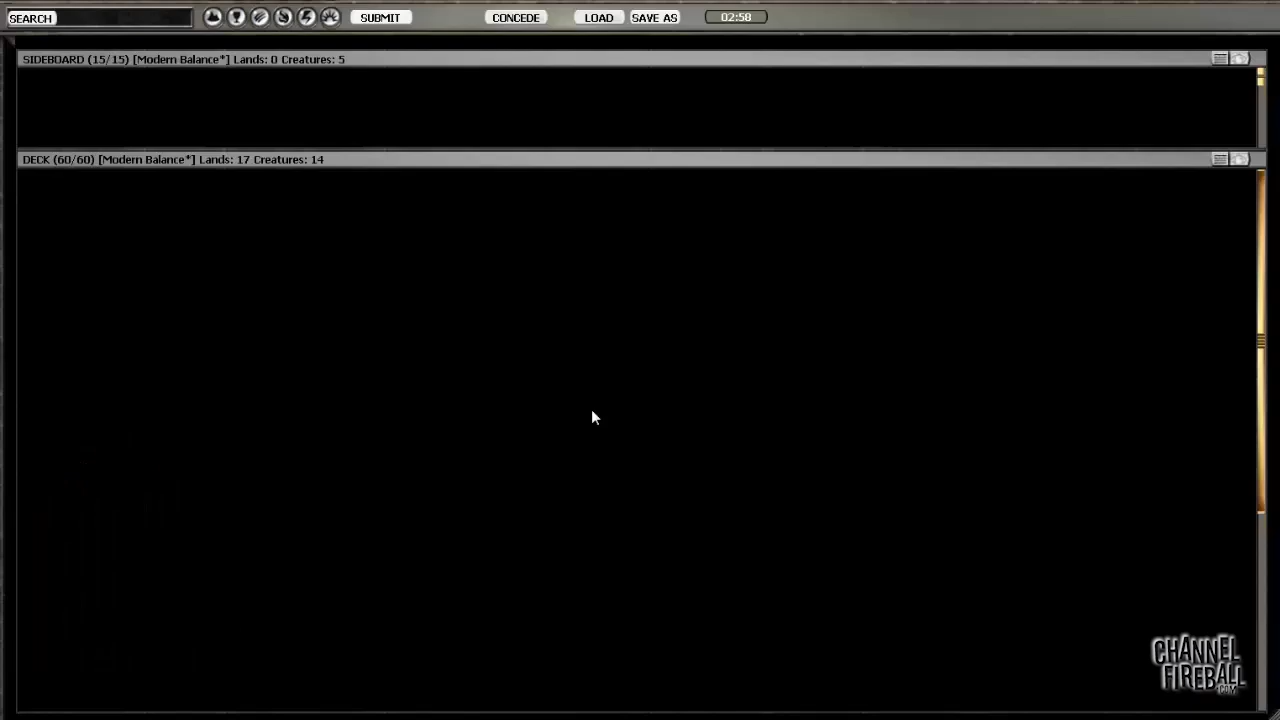 SEARCH SUBMIT CONCEDE LOAD SAVE AS 02:58
SIDEBOARD (15/15) [Modern Balance*] Lands: 0 Creatures: 5
DECK (60/60) [Modern Balance*] Lands: 17 Creatures: 14
CHANNEL
FIREBALL
.COM